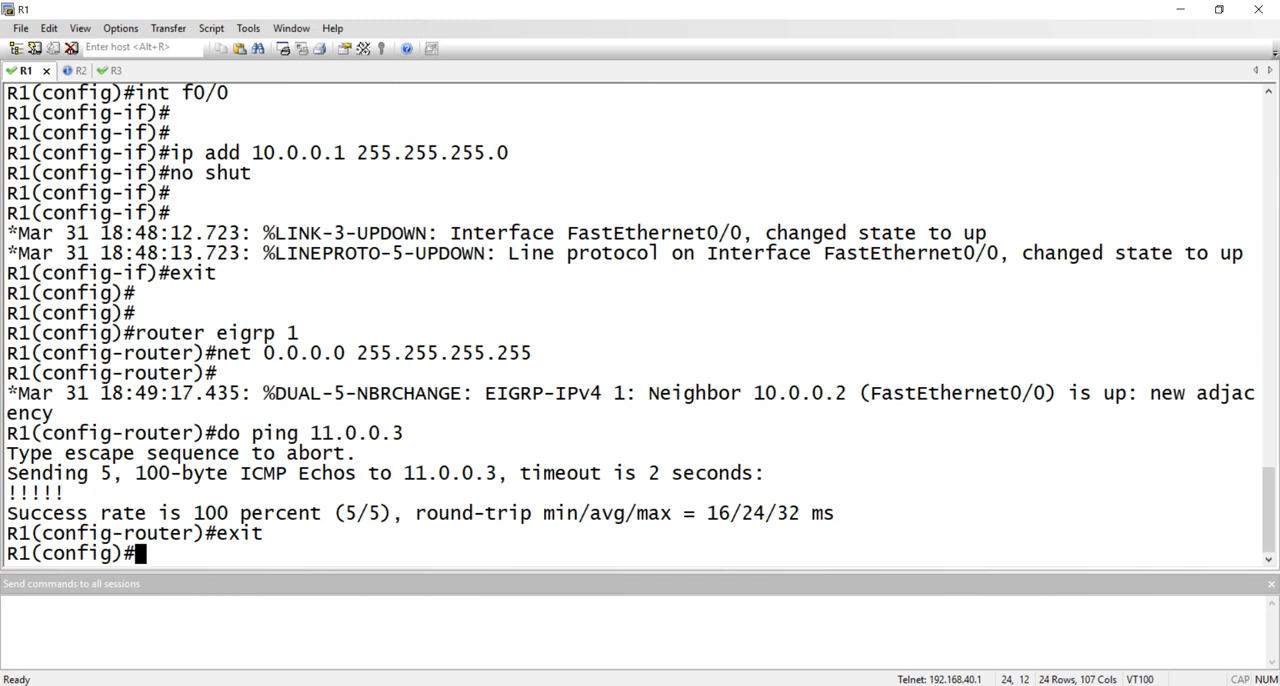 R1
File Edit View Options Transfer Script Tools Window Help
Enter host <Alt+R>
R1 R2 R3
R1(config)#int f0/0
R1(config-if)#
R1(config-if)#
R1(config-if)#ip add 10.0.0.1 255.255.255.0
R1(config-if)#no shut
R1(config-if)#
R1(config-if)#
*Mar 31 18:48:12.723: %LINK-3-UPDOWN: Interface FastEthernet0/0, changed state to up
*Mar 31 18:48:13.723: %LINEPROTO-5-UPDOWN: Line protocol on Interface FastEthernet0/0, changed state to up
R1(config-if)#exit
R1(config)#
R1(config)#
R1(config)#router eigrp 1
R1(config-router)#net 0.0.0.0 255.255.255.255
R1(config-router)#
*Mar 31 18:49:17.435: %DUAL-5-NBRCHANGE: EIGRP-IPv4 1: Neighbor 10.0.0.2 (FastEthernet0/0) is up: new adjac
ency
R1(config-router)#do ping 11.0.0.3
Type escape sequence to abort.
Sending 5, 100-byte ICMP Echos to 11.0.0.3, timeout is 2 seconds:
!!!!!
Success rate is 100 percent (5/5), round-trip min/avg/max = 16/24/32 ms
R1(config-router)#exit
R1(config)#
Send commands to all sessions
Ready Telnet: 192.168.40.1 24, 12 24 Rows, 107 Cols VT100 CAP NUM